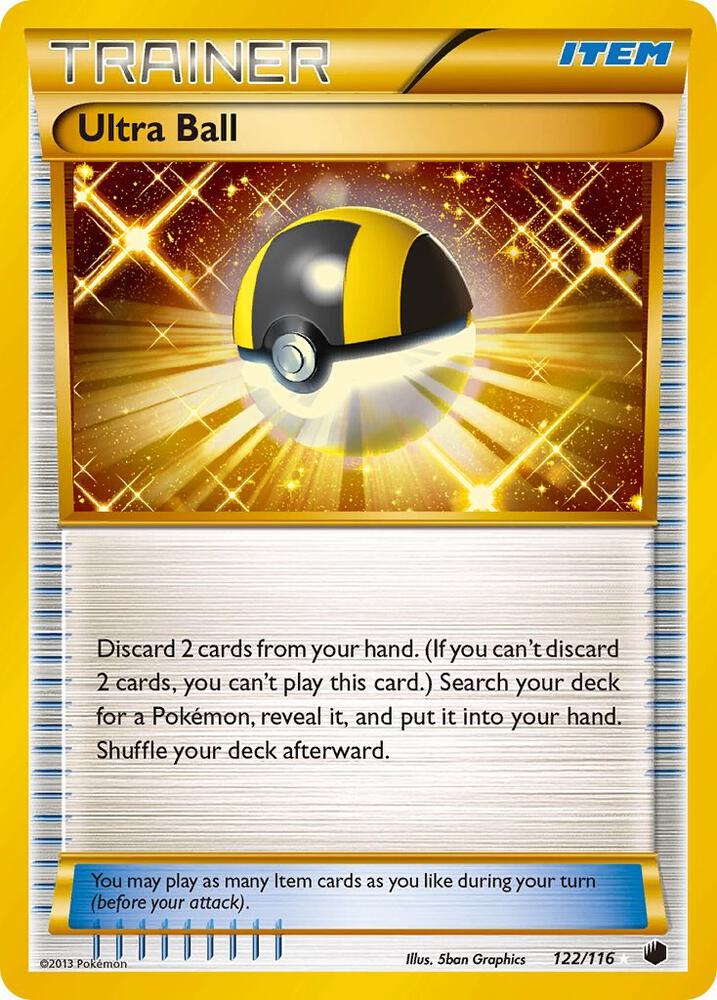 TRAINER
ITEM
Ultra Ball
Discard 2 cards from your hand. (If you can't discard
2 cards, you can't play this card.) Search your deck
for a Pokémon, reveal it, and put it into your hand.
Shuffle your deck afterward.
You may play as many Item cards as you like during your turn
(before your attack).
©2013 Pokémon
Illus. 5ban Graphics
122/116